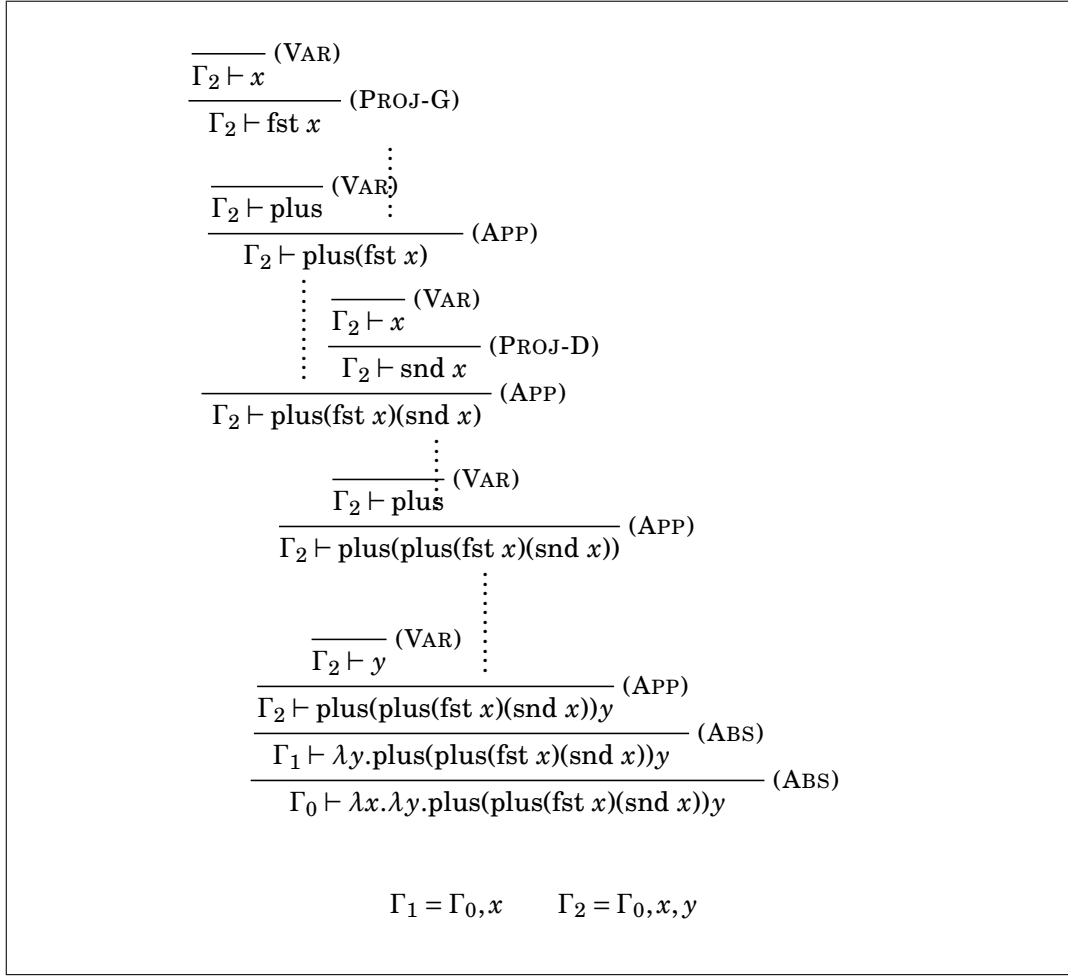 (VAR)
Γ₂ ⊢ x
(PROJ-G)
Γ₂ ⊢ fst x
(VAR)
Γ₂ ⊢ plus
(APP)
Γ₂ ⊢ plus(fst x)
(VAR)
Γ₂ ⊢ x
(PROJ-D)
Γ₂ ⊢ snd x
(APP)
Γ₂ ⊢ plus(fst x)(snd x)
(VAR)
Γ₂ ⊢ plus
(APP)
Γ₂ ⊢ plus(plus(fst x)(snd x))
(VAR)
Γ₂ ⊢ y
(APP)
Γ₂ ⊢ plus(plus(fst x)(snd x))y
(ABS)
Γ₁ ⊢ λy.plus(plus(fst x)(snd x))y
(ABS)
Γ₀ ⊢ λx.λy.plus(plus(fst x)(snd x))y
Γ₁ = Γ₀,x Γ₂ = Γ₀,x,y